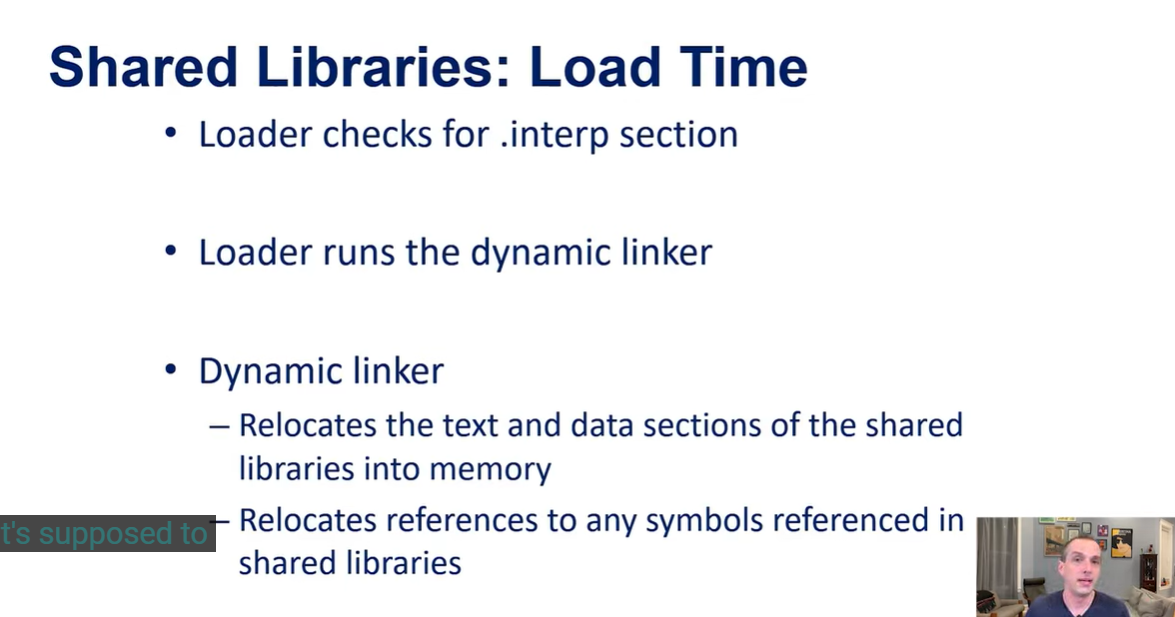 Shared Libraries: Load Time
• Loader checks for .interp section
• Loader runs the dynamic linker
• Dynamic linker
– Relocates the text and data sections of the shared
libraries into memory
– Relocates references to any symbols referenced in
shared libraries
t's supposed to